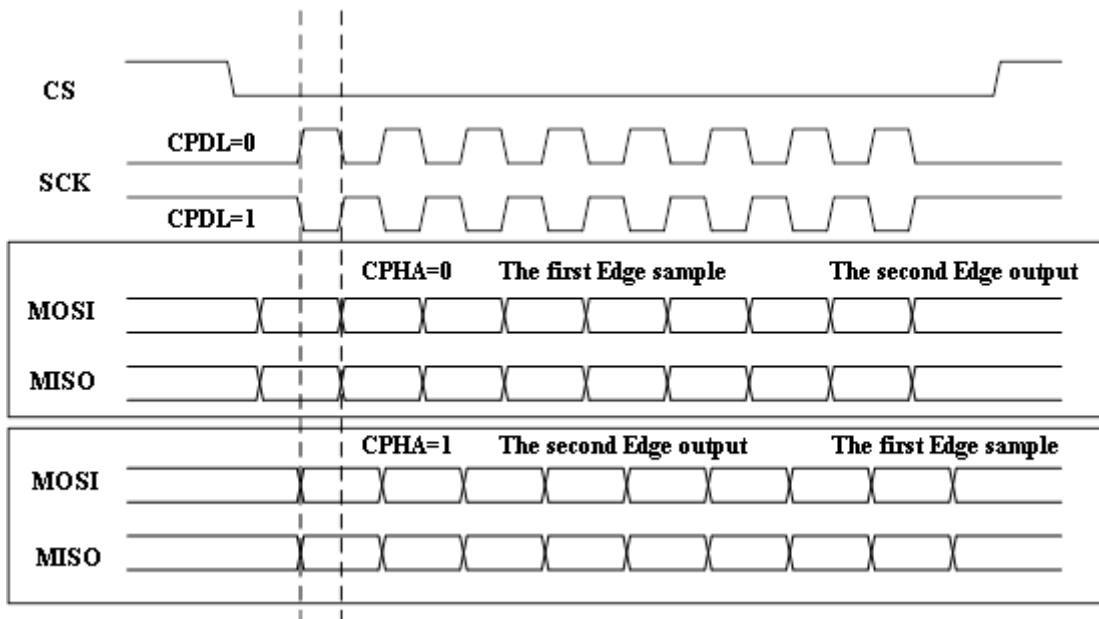 CS
CPDL=0
SCK
CPDL=1
CPHA=0 The first Edge sample The second Edge output
MOSI
MISO
CPHA=1 The second Edge output The first Edge sample
MOSI
MISO